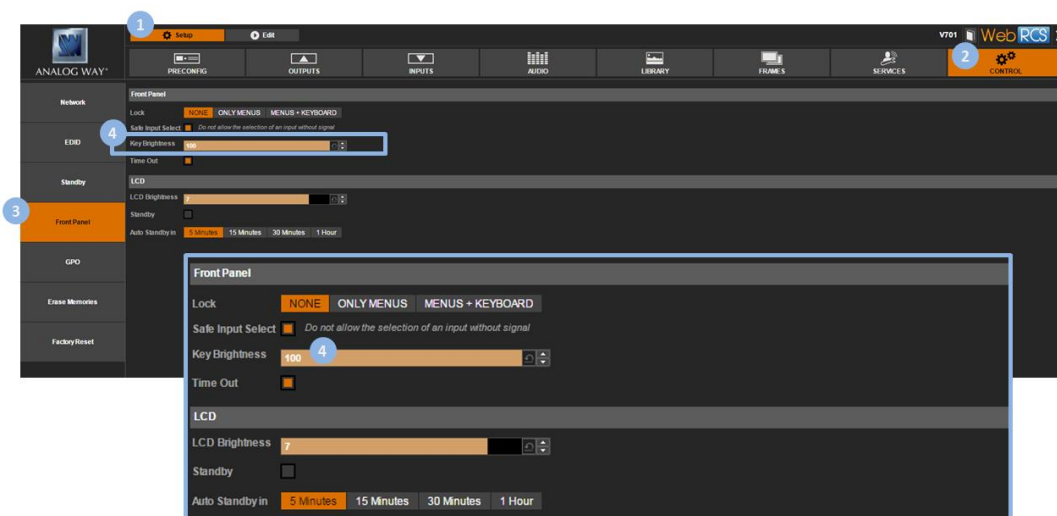 1
Setup
Edit
V701
Web RCS
ANALOG WAY®
PRECONFIG
OUTPUTS
INPUTS
AUDIO
LIBRARY
FRAMES
SERVICES
2
CONTROL
Network
EDID
Standby
3
Front Panel
GPO
Erase Memories
Factory Reset
Front Panel
Lock NONE ONLY MENUS MENUS + KEYBOARD
Safe Input Select Do not allow the selection of an input without signal
4
Key Brightness 100
Time Out
LCD
LCD Brightness 7
Standby
Auto Standby in 5 Minutes 15 Minutes 30 Minutes 1 Hour
Front Panel
Lock NONE ONLY MENUS MENUS + KEYBOARD
Safe Input Select Do not allow the selection of an input without signal
Key Brightness 100 4
Time Out
LCD
LCD Brightness 7
Standby
Auto Standby in 5 Minutes 15 Minutes 30 Minutes 1 Hour